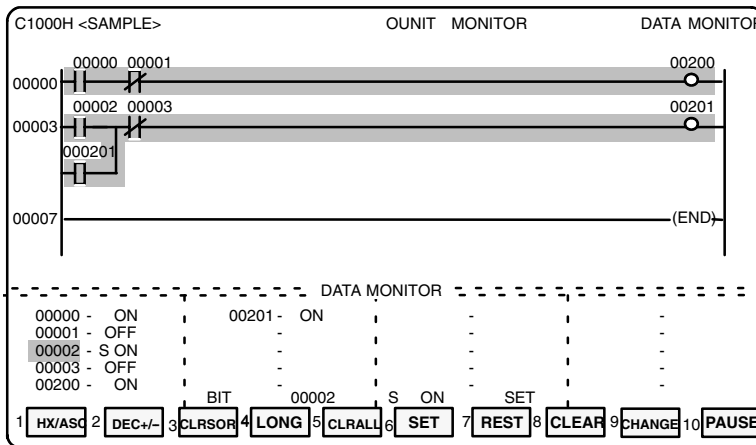 C1000H <SAMPLE> OUNIT MONITOR DATA MONITOR
00000 00001 00200
00000
00002 00003 00201
00003
000201
00007 (END)
DATA MONITOR
00000 - ON 00201 - ON - -
00001 - OFF - - -
00002 - S ON - - -
00003 - OFF - - -
00200 - ON - - -
BIT 00002 S ON SET
1 HX/ASC 2 DEC+/– 3 CLRSOR 4 LONG 5 CLRALL 6 SET 7 REST 8 CLEAR 9 CHANGE 10 PAUSE